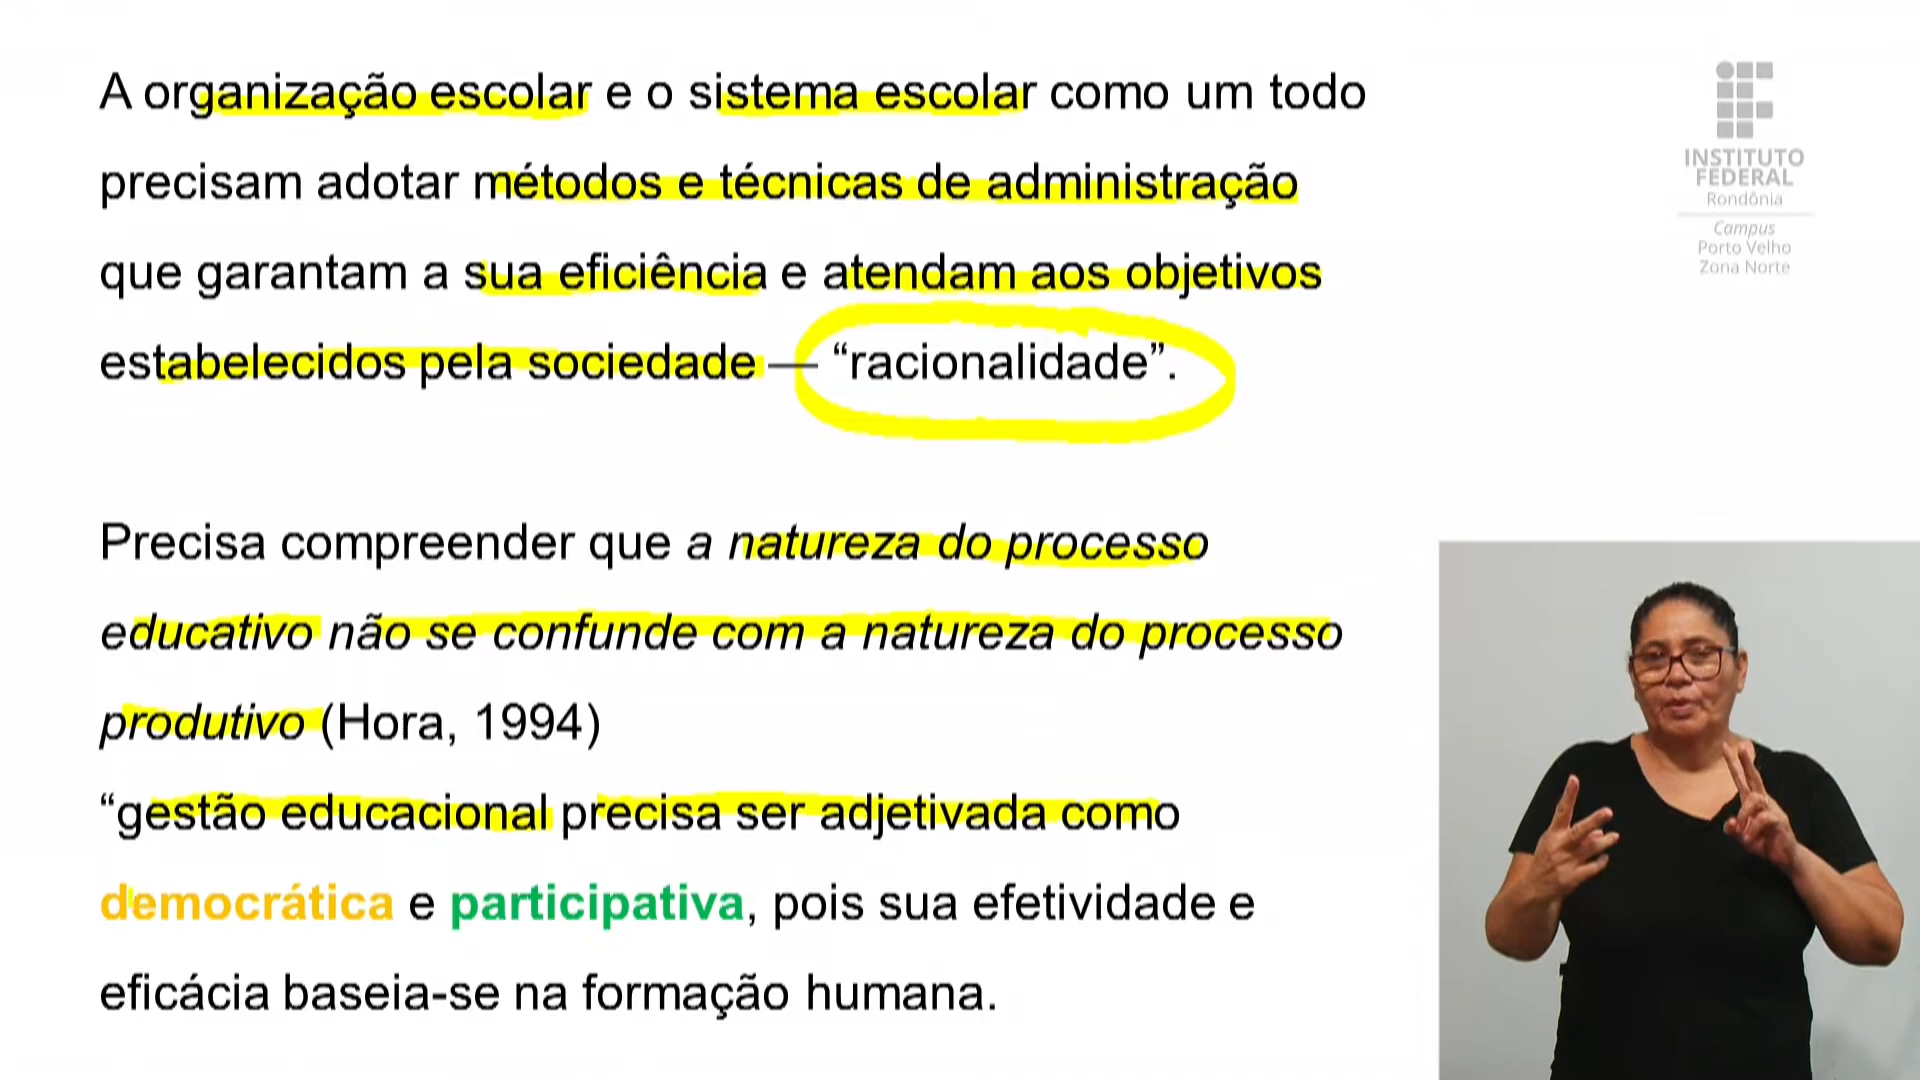 A organização escolar e o sistema escolar como um todo
precisam adotar métodos e técnicas de administração
que garantam a sua eficiência e atendam aos objetivos
estabelecidos pela sociedade — “racionalidade”.
Precisa compreender que a natureza do processo
educativo não se confunde com a natureza do processo
produtivo (Hora, 1994)
“gestão educacional precisa ser adjetivada como
democrática e participativa, pois sua efetividade e
eficácia baseia-se na formação humana.
INSTITUTO
FEDERAL
Rondônia
Campus
Porto Velho
Zona Norte